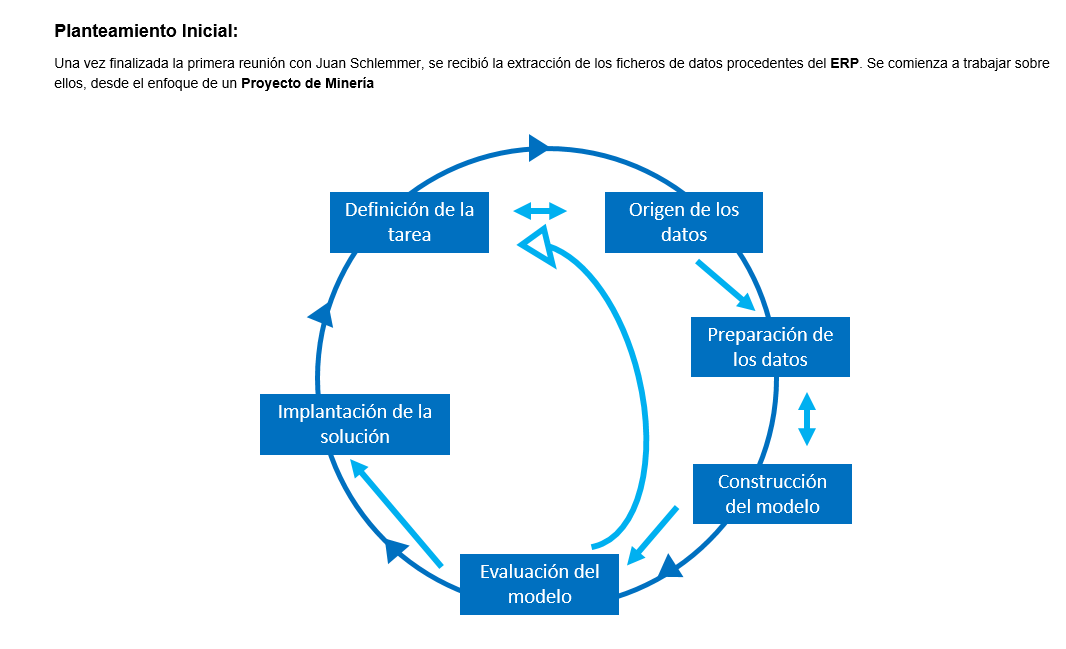 Planteamiento Inicial:
Una vez finalizada la primera reunión con Juan Schlemmer, se recibió la extracción de los ficheros de datos procedentes del ERP. Se comienza a trabajar sobre
ellos, desde el enfoque de un Proyecto de Minería
Definición de la
tarea
Origen de los
datos
Preparación de
los datos
Implantación de la
solución
Construcción
del modelo
Evaluación del
modelo